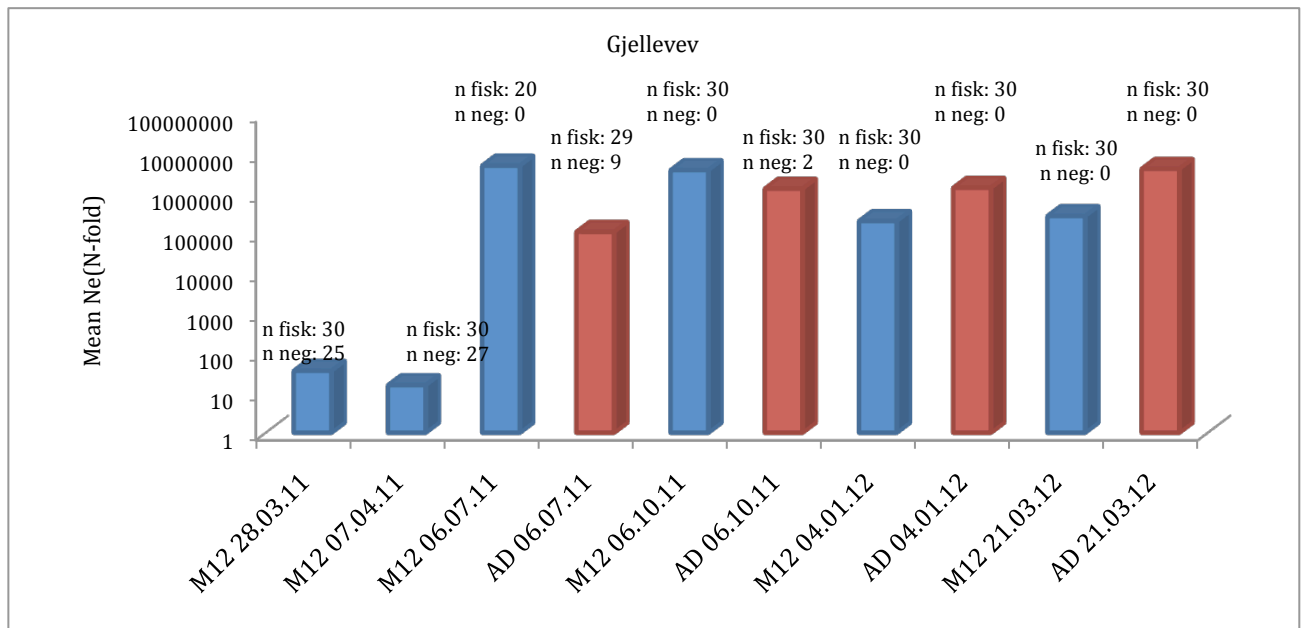 Gjellevev
n fisk: 20
n neg: 0
n fisk: 30
n neg: 0
n fisk: 30
n neg: 0
n fisk: 30
n neg: 0
n fisk: 29
n neg: 9
n fisk: 30
n neg: 2
n fisk: 30
n neg: 0
n fisk: 30
n neg: 0
n fisk: 30
n neg: 25
n fisk: 30
n neg: 27
Mean Ne(N-fold)
100000000
10000000
1000000
100000
10000
1000
100
10
1
M12 28.03.11
M12 07.04.11
M12 06.07.11
AD 06.07.11
M12 06.10.11
AD 06.10.11
M12 04.01.12
AD 04.01.12
M12 21.03.12
AD 21.03.12